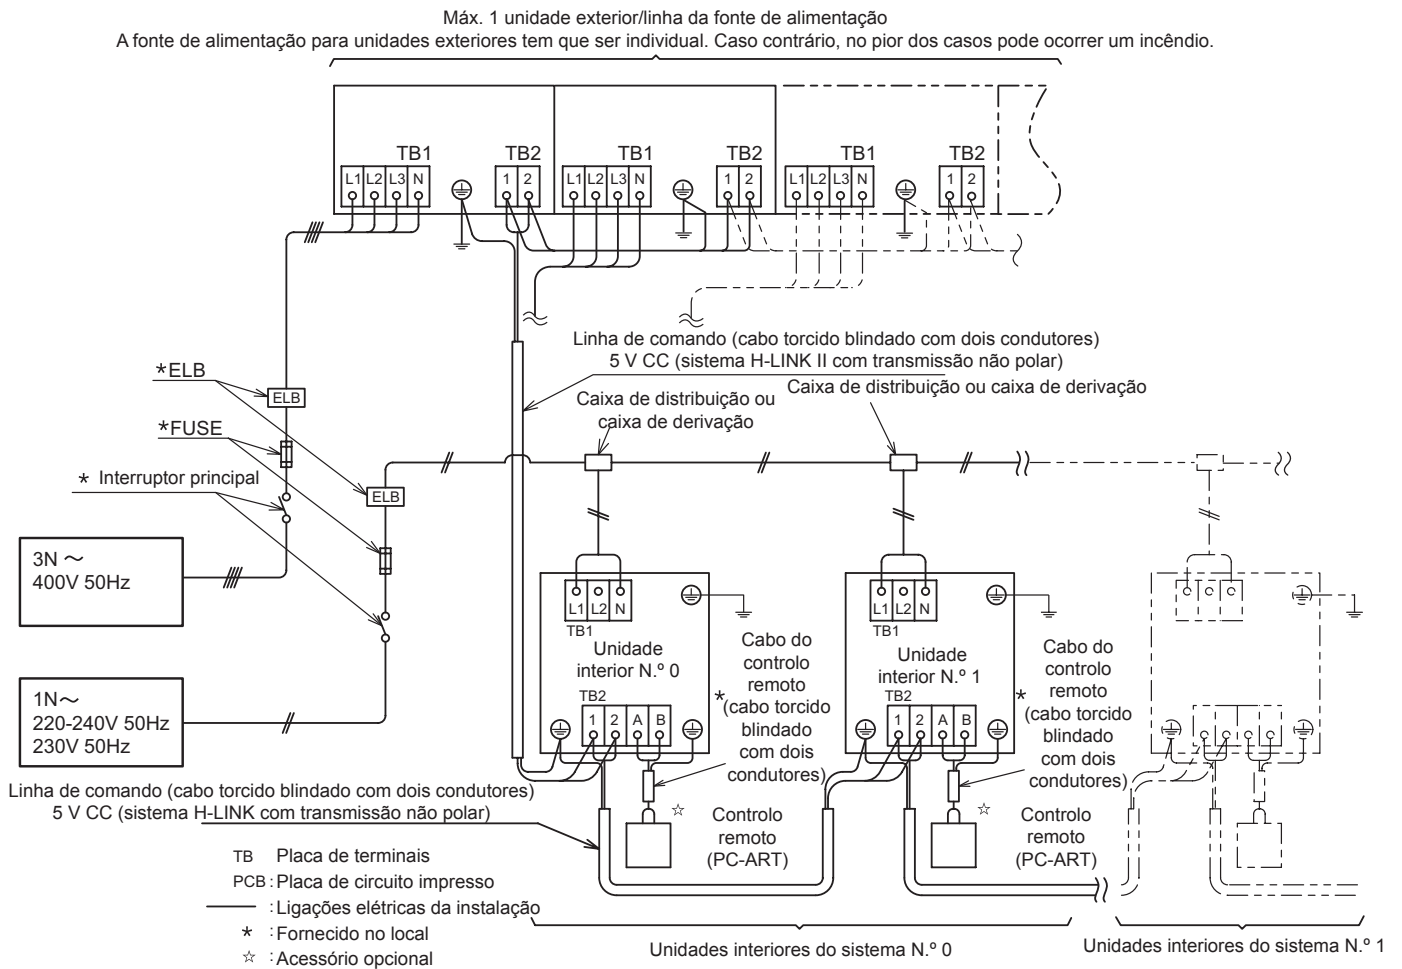 Máx. 1 unidade exterior/linha da fonte de alimentação
A fonte de alimentação para unidades exteriores tem que ser individual. Caso contrário, no pior dos casos pode ocorrer um incêndio.
TB1 TB2 TB1 TB2 TB1 TB2
L1 L2 L3 N 1 2 L1 L2 L3 N 1 2 L1 L2 L3 N 1 2
Linha de comando (cabo torcido blindado com dois condutores)
5 V CC (sistema H-LINK II com transmissão não polar)
*ELB
ELB
Caixa de distribuição ou
caixa de derivação
Caixa de distribuição ou caixa de derivação
*FUSE
* Interruptor principal
ELB
3N ~
400V 50Hz
1N~
220-240V 50Hz
230V 50Hz
L1 L2 N
TB1
Unidade
interior N.º 0
TB2
1 2 A B
Cabo do
controlo
remoto
*(cabo torcido
blindado
com dois
condutores)
☆
Controlo
remoto
(PC-ART)
L1 L2 N
TB1
Unidade
interior N.º 1
TB2
1 2 A B
Cabo do
controlo
remoto
*(cabo torcido
blindado
com dois
condutores)
☆
Controlo
remoto
(PC-ART)
Linha de comando (cabo torcido blindado com dois condutores)
5 V CC (sistema H-LINK com transmissão não polar)
TB Placa de terminais
PCB : Placa de circuito impresso
: Ligações elétricas da instalação
* : Fornecido no local
☆ : Acessório opcional
Unidades interiores do sistema N.º 0
Unidades interiores do sistema N.º 1